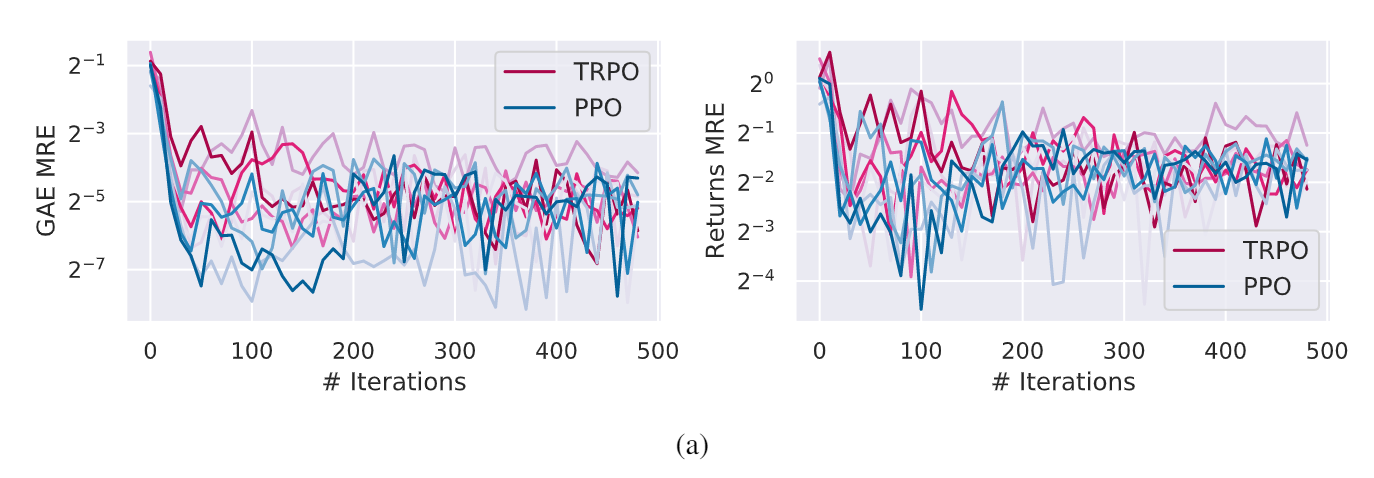 GAE MRE
2⁻¹
2⁻³
2⁻⁵
2⁻⁷
TRPO
PPO
0 100 200 300 400 500
# Iterations
Returns MRE
2⁰
2⁻¹
2⁻²
2⁻³
2⁻⁴
TRPO
PPO
0 100 200 300 400 500
# Iterations
(a)